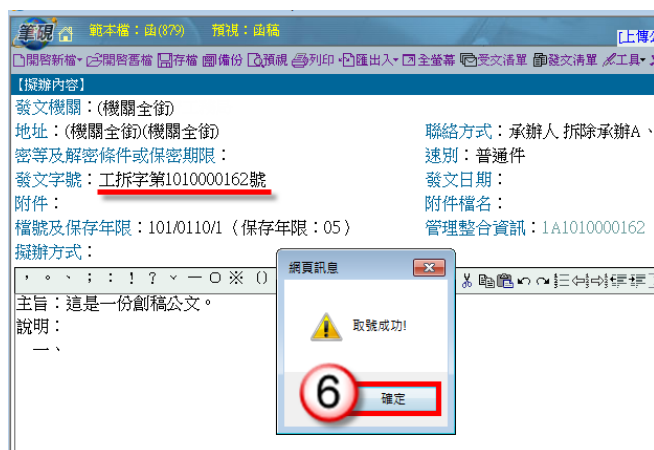 筆硯 範本檔：函(879) 預視：函稿
[上傳公
開啓新檔 開啓舊檔 存檔 備份 預視 列印 匯出入 全螢幕 受文清單 發文清單 工具
【擬辦內容】
發文機關：(機關全銜)
地址：(機關全銜)(機關全銜) 聯絡方式：承辦人 拆除承辦A、
密等及解密條件或保密期限： 速別：普通件
發文字號：工拆字第1010000162號 發文日期：
附件： 附件檔名：
檔號及保存年限：101/0110/1（保存年限：05） 管理整合資訊：1A1010000162
擬辦方式：
，。、；：！？ˇ—○※()
主旨：這是一份創稿公文。
說明：
一、
網頁訊息
取號成功!
6 確定